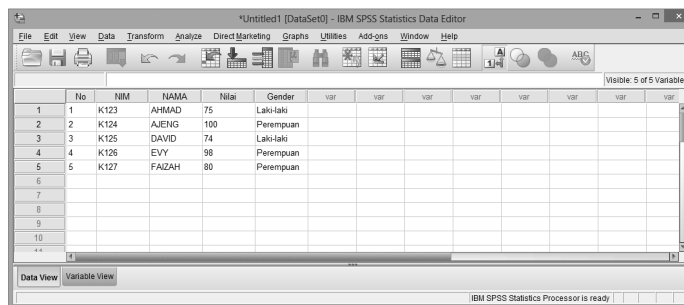 *Untitled1 [DataSet0] - IBM SPSS Statistics Data Editor
File Edit View Data Transform Analyze Direct Marketing Graphs Utilities Add-ons Window Help
Visible: 5 of 5 Variable
No NIM NAMA Nilai Gender var var var var var var var
1 1 K123 AHMAD 75 Laki-laki
2 2 K124 AJENG 100 Perempuan
3 3 K125 DAVID 74 Laki-laki
4 4 K126 EVY 98 Perempuan
5 5 K127 FAIZAH 80 Perempuan
6
7
8
9
10
Data View Variable View
IBM SPSS Statistics Processor is ready